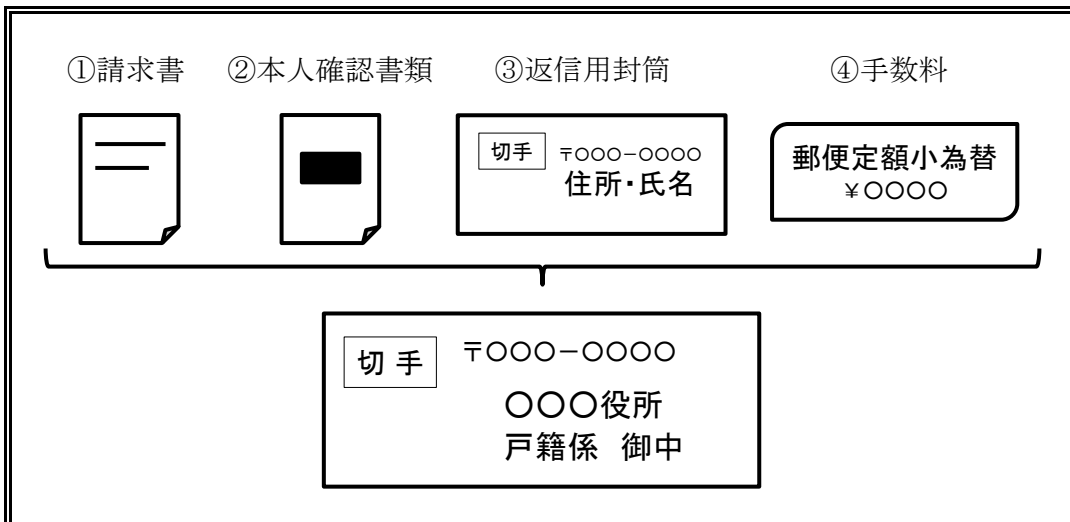 ①請求書 ②本人確認書類 ③返信用封筒 ④手数料
切手 〒○○○−○○○○
住所・氏名
郵便定額小為替
￥○○○○
切 手 〒○○○−○○○○
○○○役所
戸籍係 御中